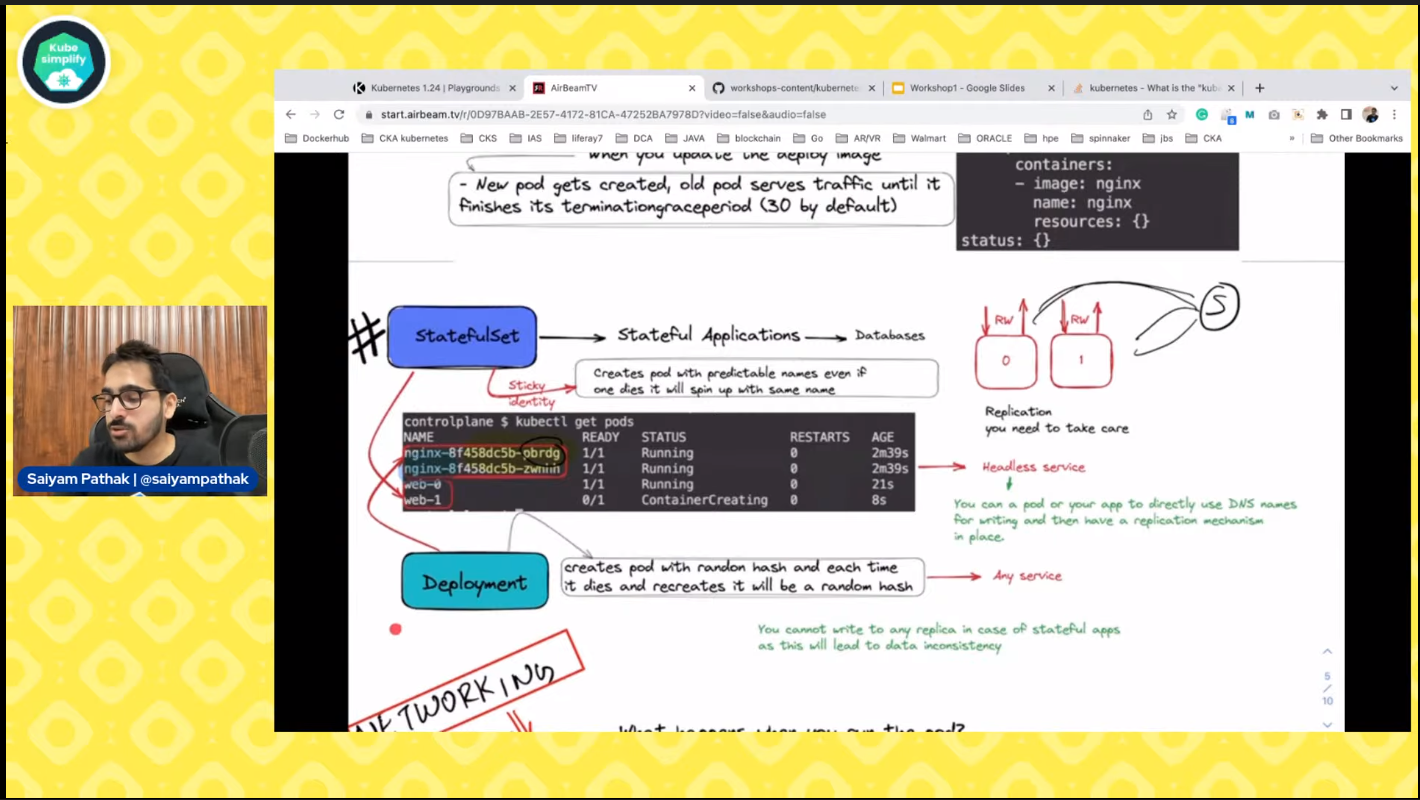 Kube
simplify
Kubernetes 1.24 | Playgrounds
AirBeamTV
workshops-content/kubernete
Workshop1 - Google Slides
kubernetes - What is the "kub
start.airbeam.tv/r/0D97BAAB-2E57-4172-81CA-47252BA7978D?video=false&audio=false
Dockerhub
CKA kubernetes
CKS
IAS
liferay7
DCA
JAVA
blockchain
Go
AR/VR
Walmart
ORACLE
hpe
spinnaker
jbs
CKA
»
Other Bookmarks
when you update the deploy image
- New pod gets created, old pod serves traffic until it
finishes its terminationgraceperiod (30 by default)
containers:
- image: nginx
name: nginx
resources: {}
status: {}
# StatefulSet
Stateful Applications
Databases
Sticky
identity
Creates pod with predictable names even if
one dies it will spin up with same name
RW
RW
S
0
1
Replication
you need to take care
controlplane $ kubectl get pods
NAME READY STATUS RESTARTS AGE
nginx-8f458dc5b-pbrdg 1/1 Running 0 2m39s
1/1 Running 0 2m39s
web-0 1/1 Running 0 21s
web-1 0/1 ContainerCreating 0 8s
Headless service
You can a pod or your app to directly use DNS names
for writing and then have a replication mechanism
in place.
Deployment
creates pod with randon hash and each time
it dies and recreates it will be a random hash
Any service
You cannot write to any replica in case of stateful apps
as this will lead to data inconsistency
NETWORKING
What happens when you run the pod?
5
/
10
Saiyam Pathak | @saiyampathak